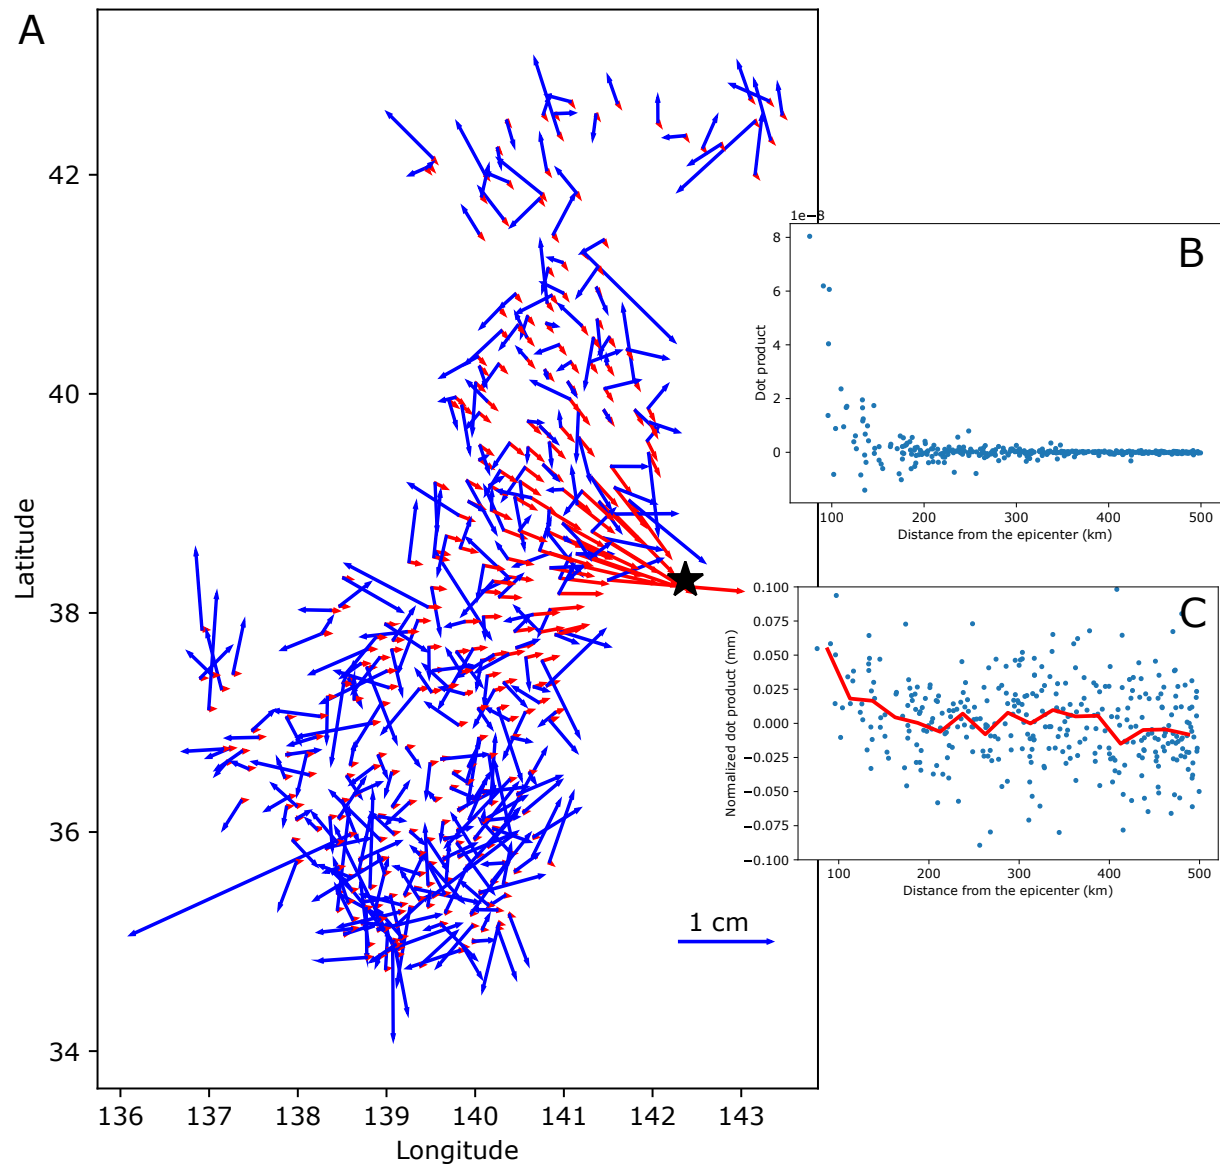 A
42
40
38
36
34
Latitude
136 137 138 139 140 141 142 143
Longitude
1 cm
1e−8
B
8
6
4
2
0
Dot product
100 200 300 400 500
Distance from the epicenter (km)
C
0.100
0.075
0.050
0.025
0.000
−0.025
−0.050
−0.075
−0.100
Normalized dot product (mm)
100 200 300 400 500
Distance from the epicenter (km)